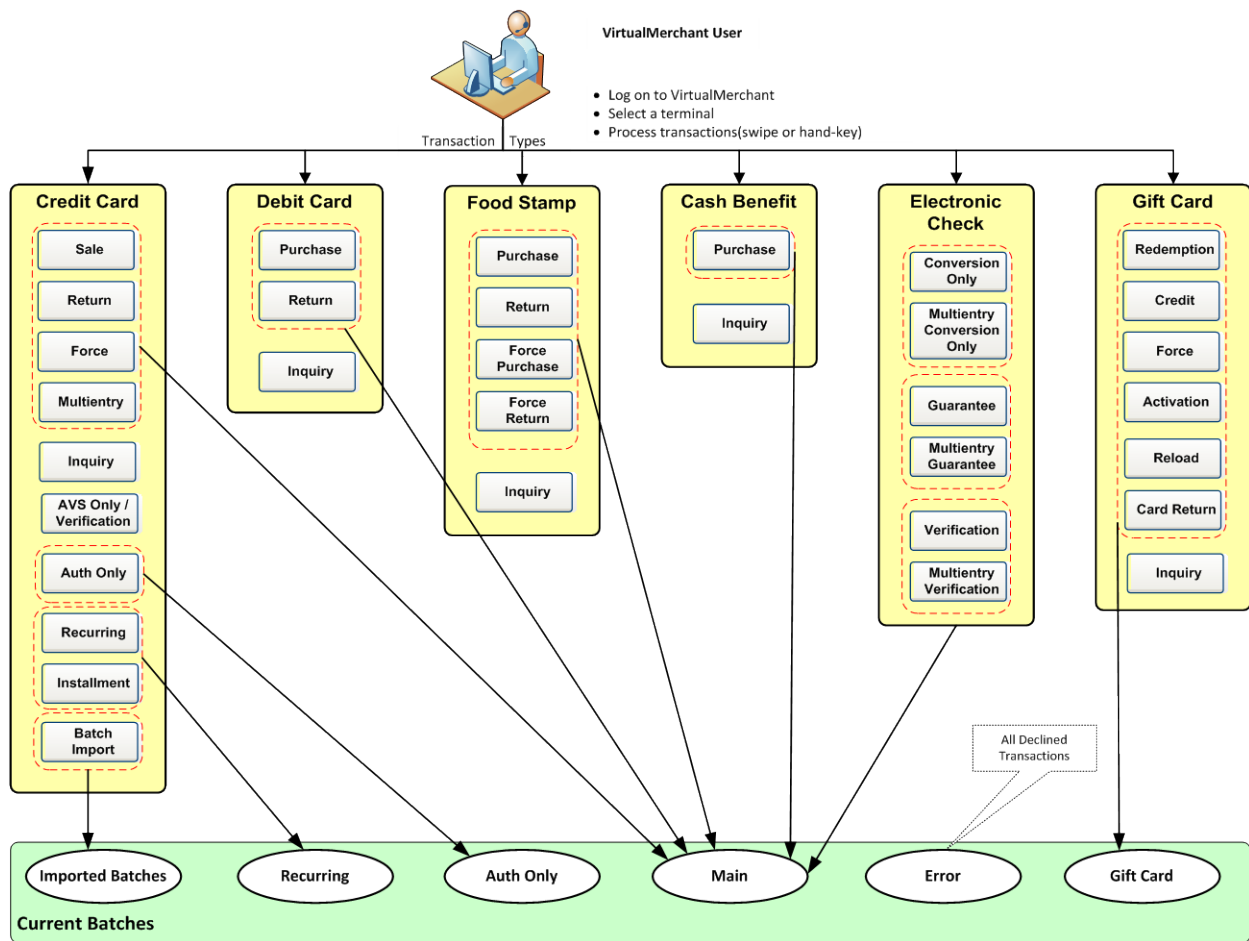 VirtualMerchant User
• Log on to VirtualMerchant
• Select a terminal
• Process transactions(swipe or hand-key)
Transaction Types
Credit Card
Sale
Return
Force
Multientry
Inquiry
AVS Only /
Verification
Auth Only
Recurring
Installment
Batch
Import
Debit Card
Purchase
Return
Inquiry
Food Stamp
Purchase
Return
Force
Purchase
Force
Return
Inquiry
Cash Benefit
Purchase
Inquiry
Electronic
Check
Conversion
Only
Multientry
Conversion
Only
Guarantee
Multientry
Guarantee
Verification
Multientry
Verification
Gift Card
Redemption
Credit
Force
Activation
Reload
Card Return
Inquiry
All Declined
Transactions
Imported Batches
Recurring
Auth Only
Main
Error
Gift Card
Current Batches